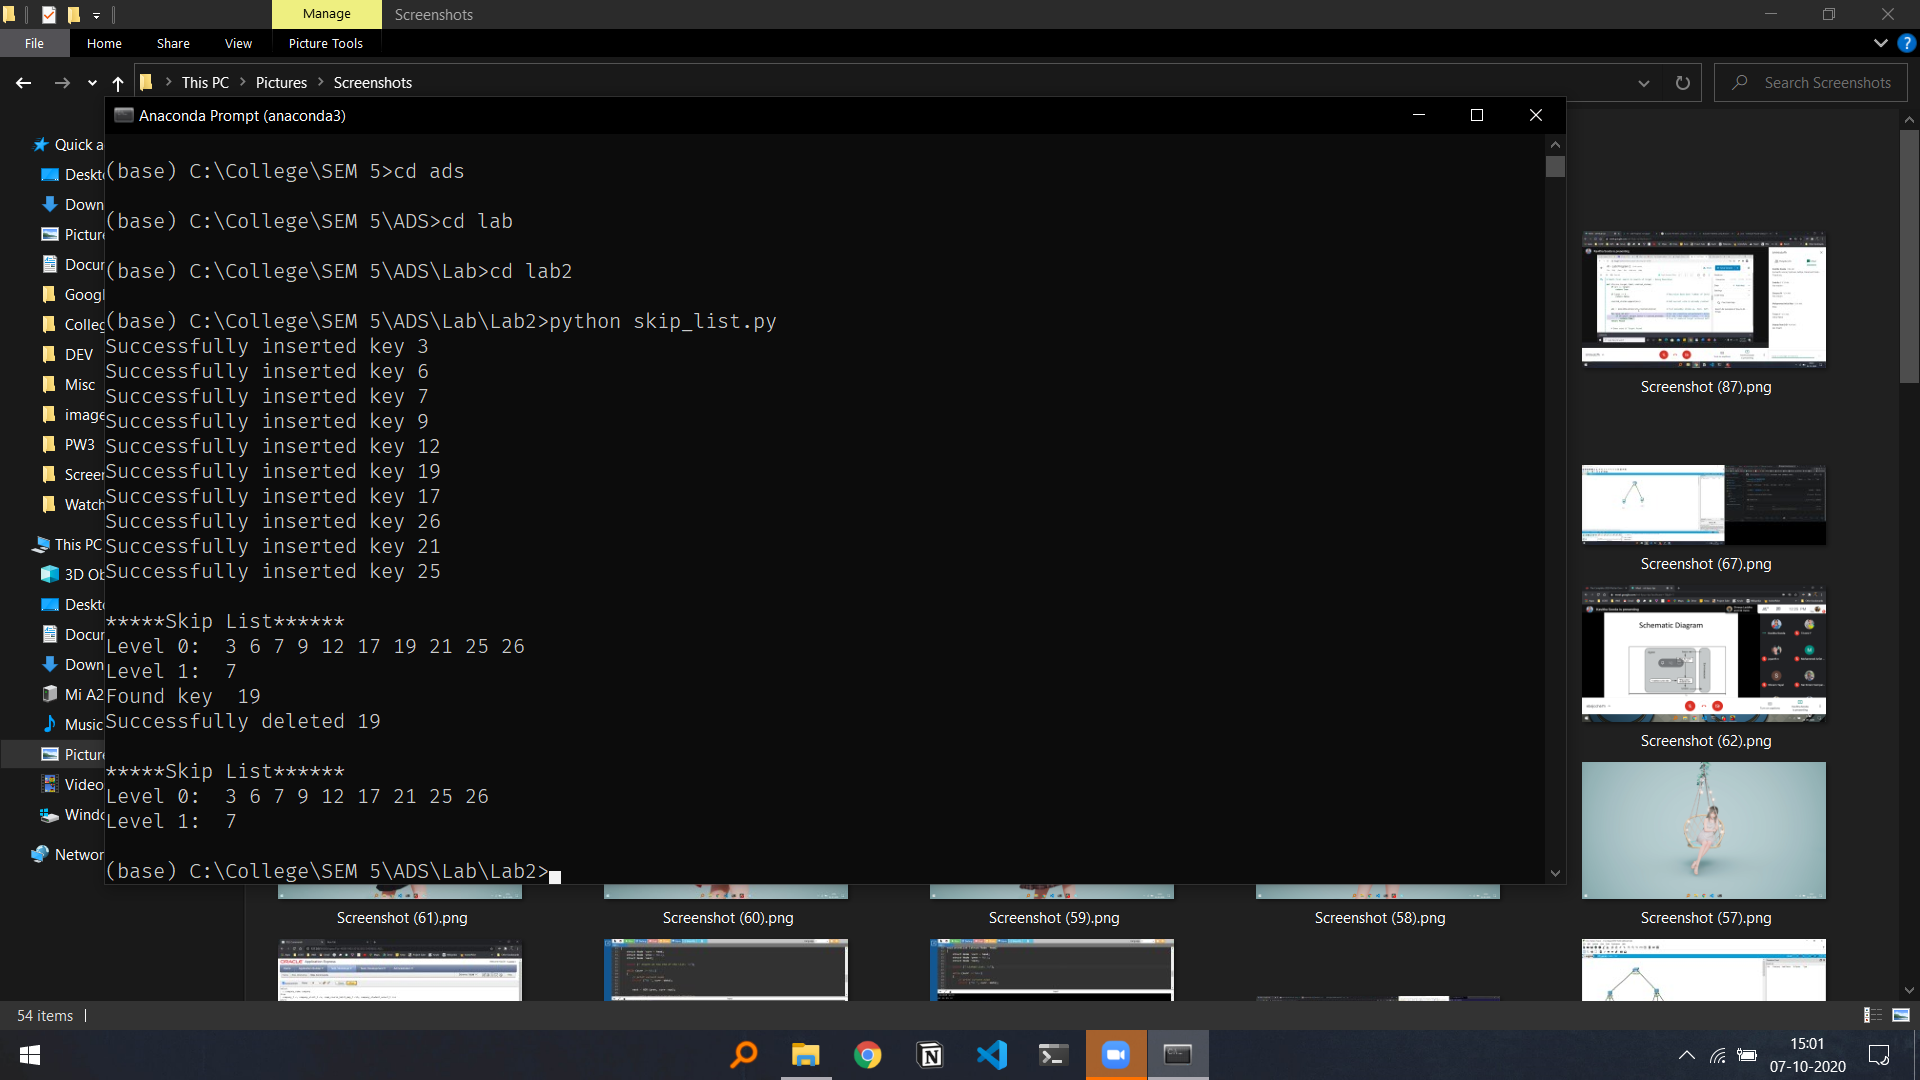 Manage
Screenshots
File
Home
Share
View
Picture Tools
This PC
Pictures
Screenshots
Search Screenshots
Anaconda Prompt (anaconda3)
Quick a
Deskt
Down
Pictur
Docum
Googl
Colleg
DEV
Misc
image
PW3
Screen
Watch
This PC
3D Ob
Deskt
Docum
Down
Mi A2
Music
Pictur
Video
Windo
Networ
(base) C:\College\SEM 5>cd ads
(base) C:\College\SEM 5\ADS>cd lab
(base) C:\College\SEM 5\ADS\Lab>cd lab2
(base) C:\College\SEM 5\ADS\Lab\Lab2>python skip_list.py
Successfully inserted key 3
Successfully inserted key 6
Successfully inserted key 7
Successfully inserted key 9
Successfully inserted key 12
Successfully inserted key 19
Successfully inserted key 17
Successfully inserted key 26
Successfully inserted key 21
Successfully inserted key 25
*****Skip List******
Level 0:  3 6 7 9 12 17 19 21 25 26
Level 1:  7
Found key  19
Successfully deleted 19
*****Skip List******
Level 0:  3 6 7 9 12 17 21 25 26
Level 1:  7
(base) C:\College\SEM 5\ADS\Lab\Lab2>
Screenshot (87).png
Screenshot (67).png
Schematic Diagram
Screenshot (62).png
Screenshot (61).png
Screenshot (60).png
Screenshot (59).png
Screenshot (58).png
Screenshot (57).png
ORACLE
54 items
15:01
07-10-2020